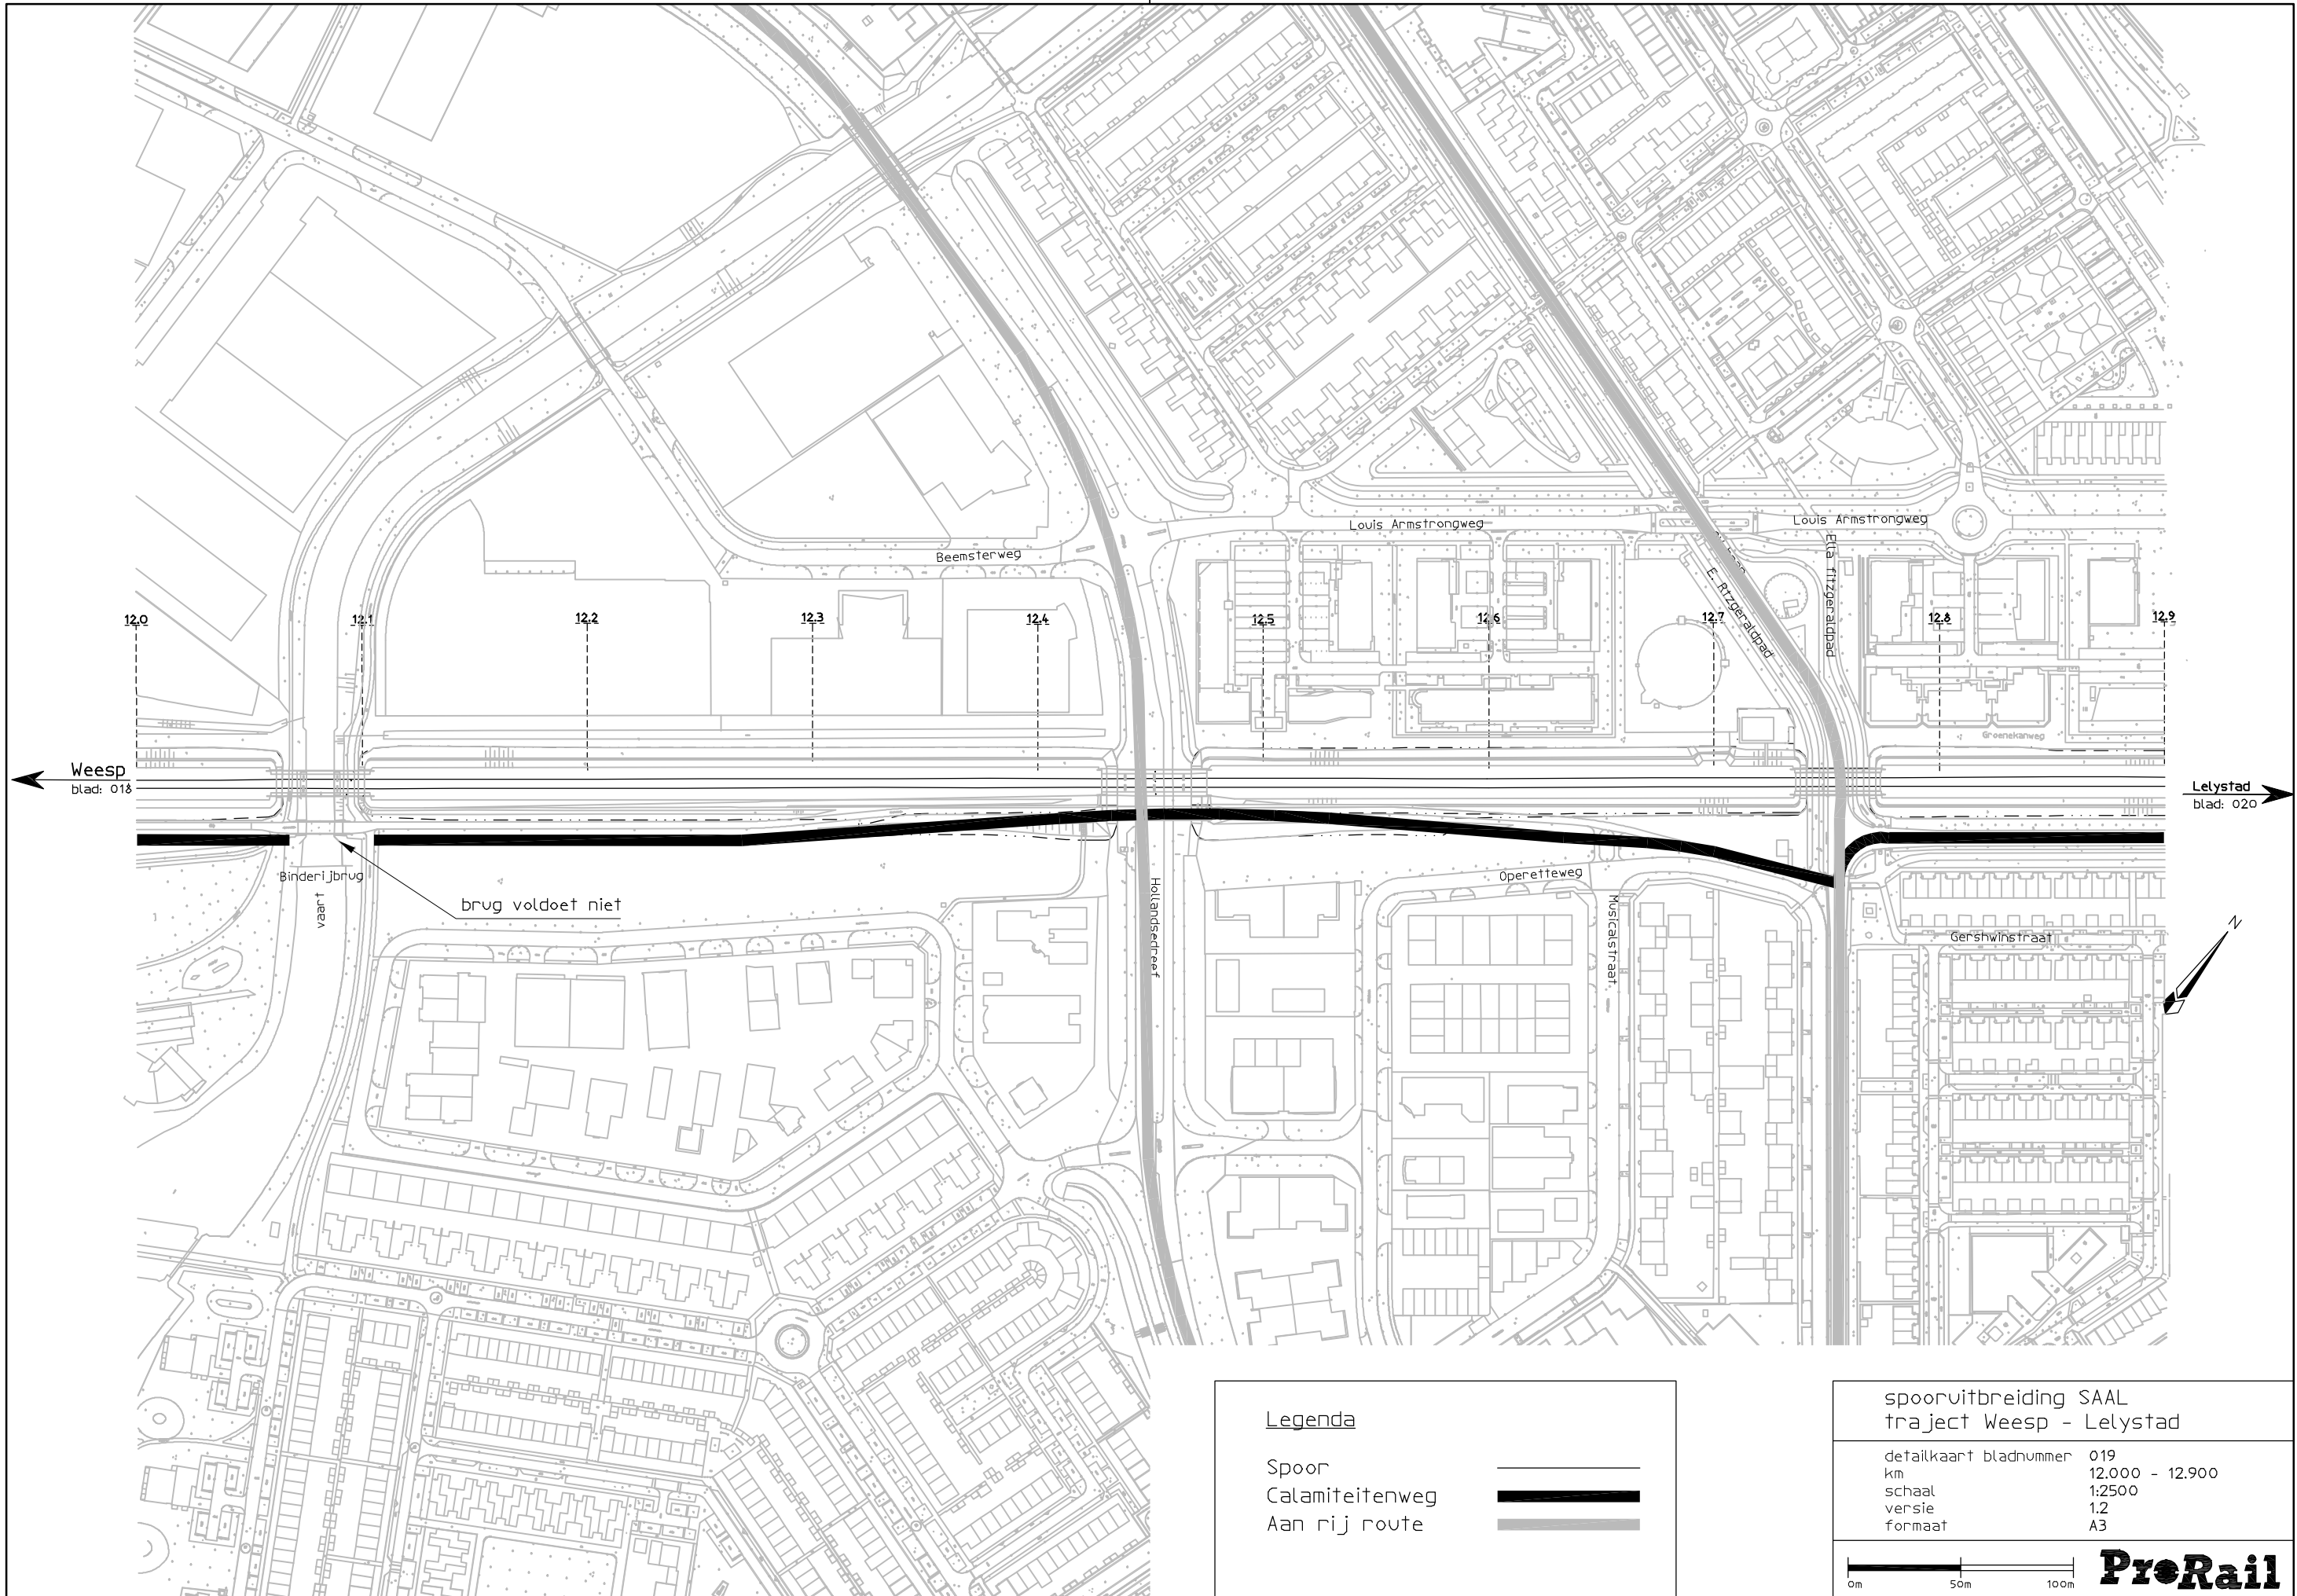 Beemsterweg
Louis Armstrongweg
Louis Armstrongweg
Ella fitzgeraldpad
E. Fitzgeraldpad
12.0
12.1
12.2
12.3
12.4
12.5
12.6
12.7
12.8
12.9
Groenekanweg
Weesp
blad: 018
Lelystad
blad: 020
Binderijbrug
vaart
brug voldoet niet
Hollandsedreef
Operetteweg
Musicalstraat
Gershwinstraat
N
Legenda
Spoor
Calamiteitenweg
Aan rij route
spooruitbreiding SAAL
traject Weesp - Lelystad
detailkaart bladnummer 019
km 12.000 - 12.900
schaal 1:2500
versie 1.2
formaat A3
0m 50m 100m
ProRail